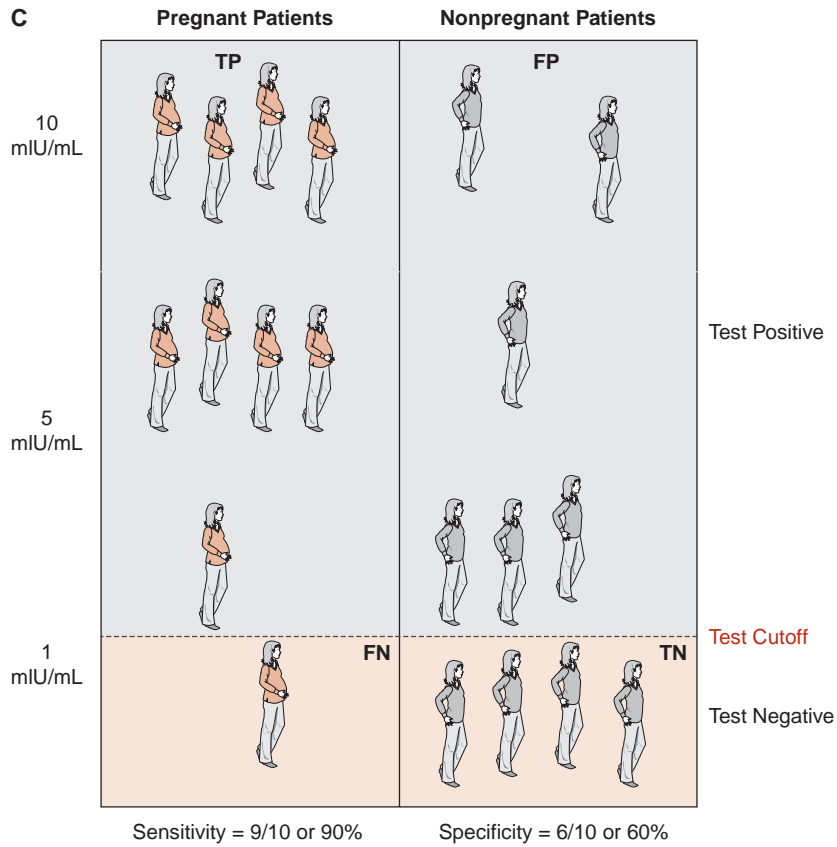 C
Pregnant Patients
Nonpregnant Patients
TP
FP
10
mIU/mL
Test Positive
5
mIU/mL
Test Cutoff
FN
TN
1
mIU/mL
Test Negative
Sensitivity = 9/10 or 90%
Specificity = 6/10 or 60%